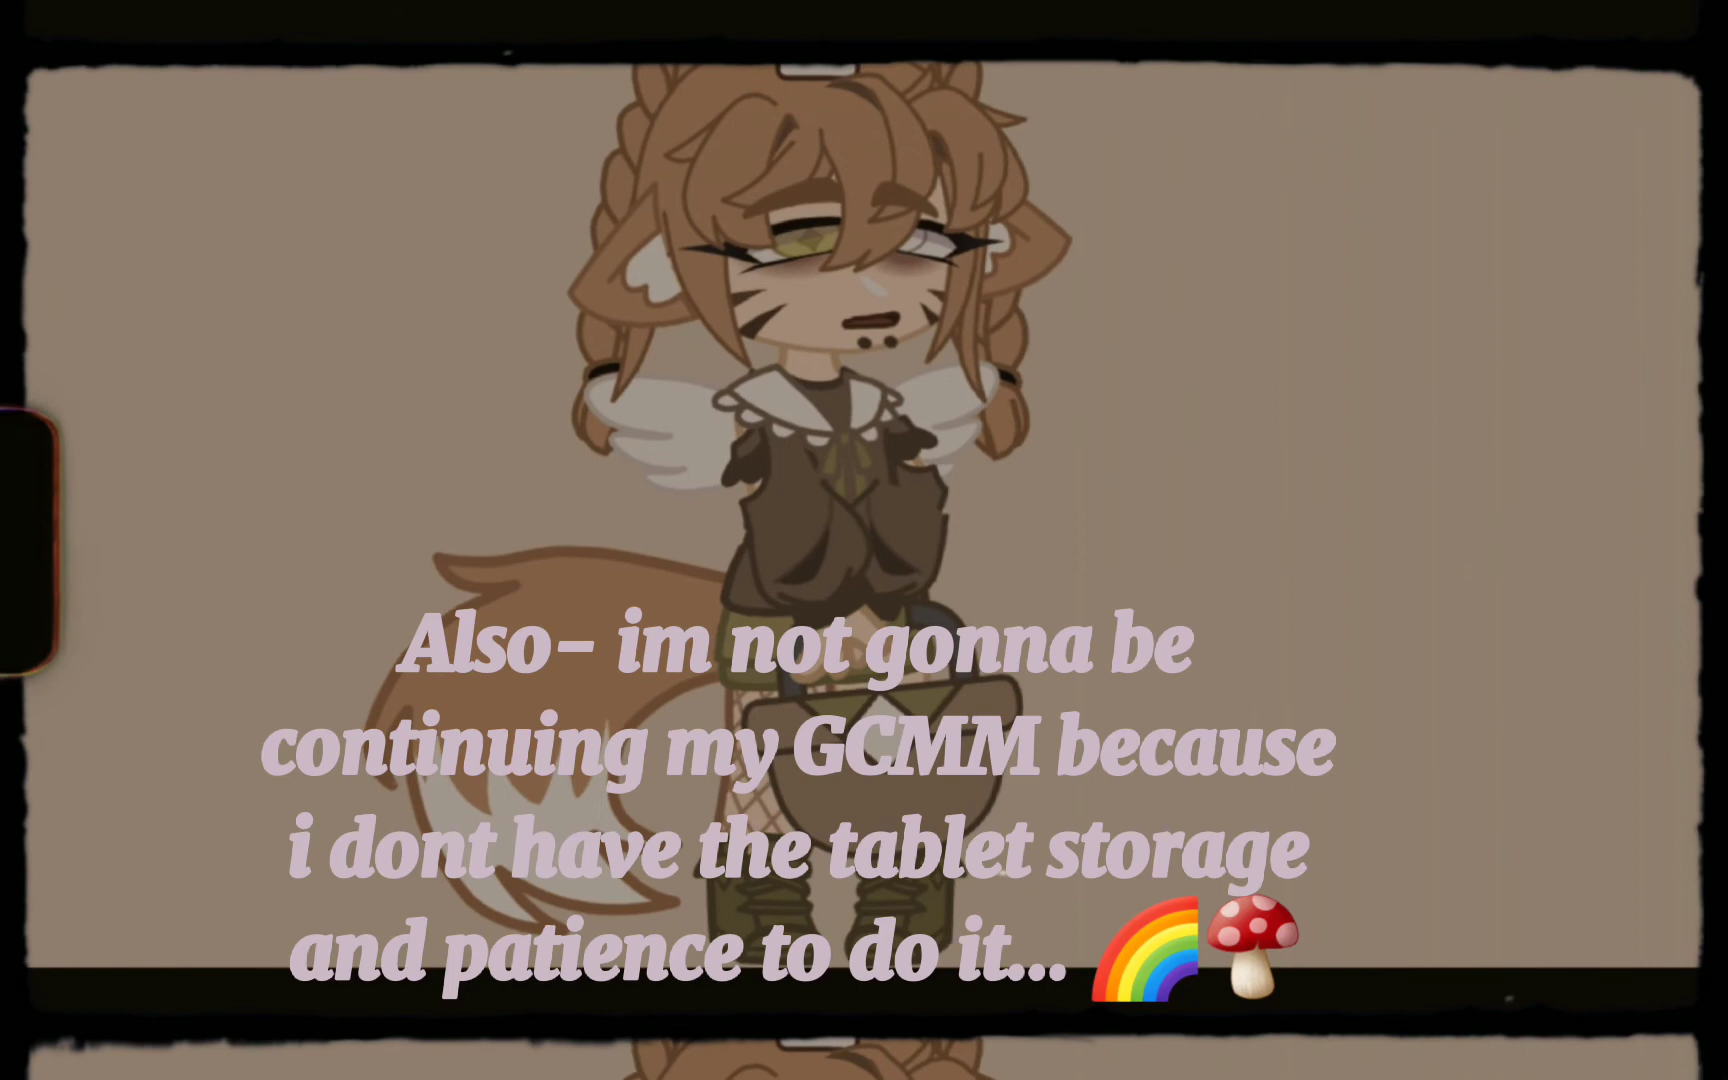 Also- im not gonna be
continuing my GCMM because
i dont have the tablet storage
and patience to do it... 🌈🍄